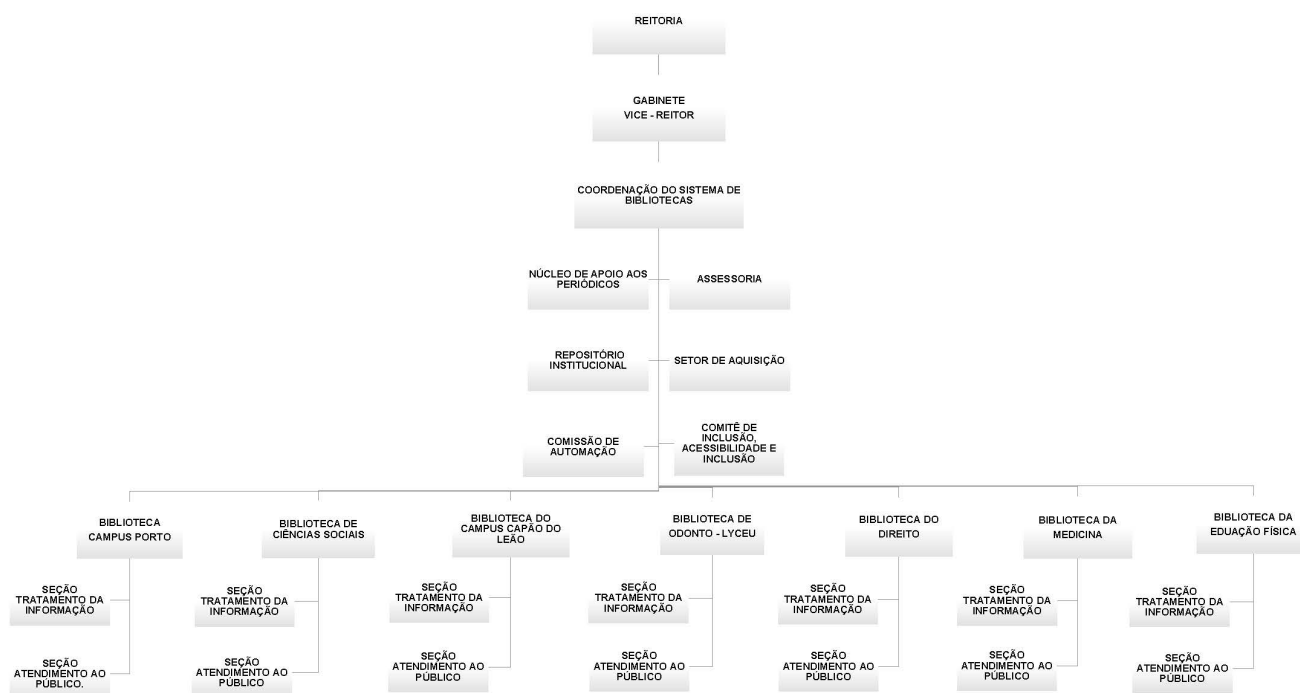 REITORIA
GABINETE
VICE - REITOR
COORDENAÇÃO DO SISTEMA DE
BIBLIOTECAS
NÚCLEO DE APOIO AOS
PERIÓDICOS
ASSESSORIA
REPOSITÓRIO
INSTITUCIONAL
SETOR DE AQUISIÇÃO
COMISSÃO DE
AUTOMAÇÃO
COMITÊ DE
INCLUSÃO,
ACESSIBILIDADE E
INCLUSÃO
BIBLIOTECA
CAMPUS PORTO
BIBLIOTECA DE
CIÊNCIAS SOCIAIS
BIBLIOTECA DO
CAMPUS CAPÃO DO
LEÃO
BIBLIOTECA DE
ODONTO - LYCEU
BIBLIOTECA DO
DIREITO
BIBLIOTECA DA
MEDICINA
BIBLIOTECA DA
EDUAÇÃO FÍSICA
SEÇÃO
TRATAMENTO DA
INFORMAÇÃO
SEÇÃO
TRATAMENTO DA
INFORMAÇÃO
SEÇÃO
TRATAMENTO DA
INFORMAÇÃO
SEÇÃO
TRATAMENTO DA
INFORMAÇÃO
SEÇÃO
TRATAMENTO DA
INFORMAÇÃO
SEÇÃO
TRATAMENTO DA
INFORMAÇÃO
SEÇÃO
TRATAMENTO DA
INFORMAÇÃO
SEÇÃO
ATENDIMENTO AO
PÚBLICO.
SEÇÃO
ATENDIMENTO AO
PÚBLICO
SEÇÃO
ATENDIMENTO AO
PÚBLICO
SEÇÃO
ATENDIMENTO AO
PÚBLICO
SEÇÃO
ATENDIMENTO AO
PÚBLICO
SEÇÃO
ATENDIMENTO AO
PÚBLICO
SEÇÃO
ATENDIMENTO AO
PÚBLICO